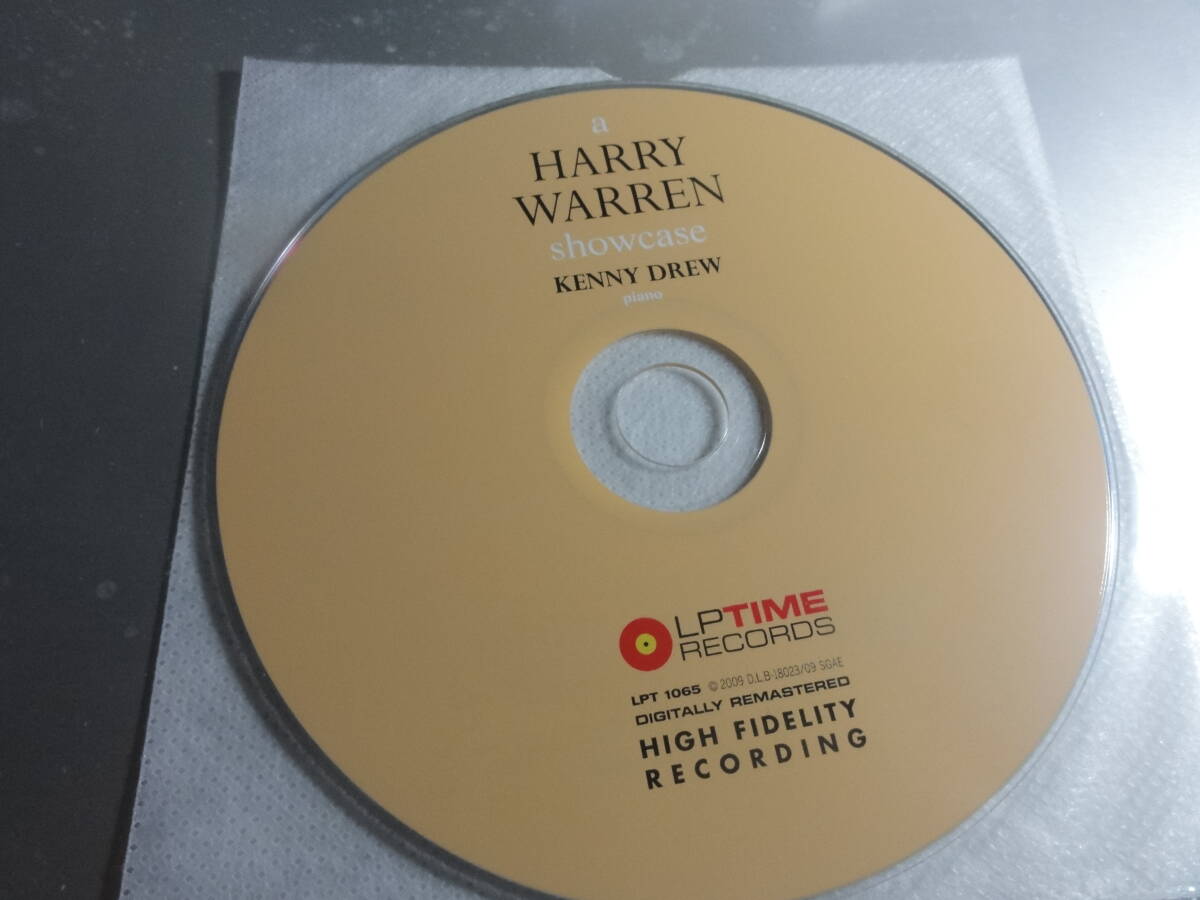 a
HARRY
WARREN
showcase
KENNY DREW
piano
LPTIME
RECORDS
LPT 1065 © 2009 D.L.B-18023/09 SGAE
DIGITALLY REMASTERED
HIGH FIDELITY
RECORDING